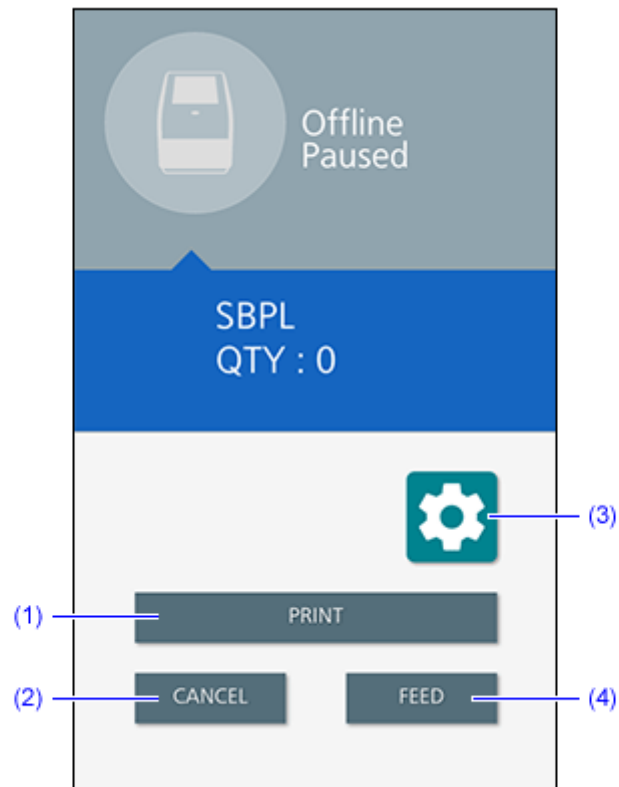 Offline
Paused
SBPL
QTY : 0
(3)
(1)
PRINT
(2)
CANCEL
FEED
(4)